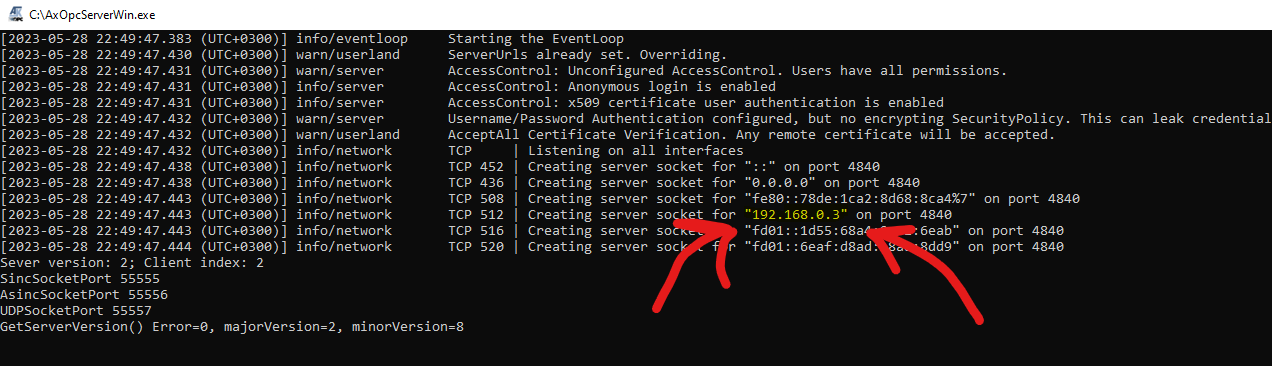 C:\AxOpcServerWin.exe
[2023-05-28 22:49:47.383 (UTC+0300)] info/eventloop Starting the EventLoop
[2023-05-28 22:49:47.430 (UTC+0300)] warn/userland ServerUrls already set. Overriding.
[2023-05-28 22:49:47.431 (UTC+0300)] warn/server AccessControl: Unconfigured AccessControl. Users have all permissions.
[2023-05-28 22:49:47.431 (UTC+0300)] info/server AccessControl: Anonymous login is enabled
[2023-05-28 22:49:47.431 (UTC+0300)] info/server AccessControl: x509 certificate user authentication is enabled
[2023-05-28 22:49:47.432 (UTC+0300)] warn/server Username/Password Authentication configured, but no encrypting SecurityPolicy. This can leak credential
[2023-05-28 22:49:47.432 (UTC+0300)] warn/userland AcceptAll Certificate Verification. Any remote certificate will be accepted.
[2023-05-28 22:49:47.432 (UTC+0300)] info/network TCP | Listening on all interfaces
[2023-05-28 22:49:47.438 (UTC+0300)] info/network TCP 452 | Creating server socket for "::" on port 4840
[2023-05-28 22:49:47.438 (UTC+0300)] info/network TCP 436 | Creating server socket for "0.0.0.0" on port 4840
[2023-05-28 22:49:47.443 (UTC+0300)] info/network TCP 508 | Creating server socket for "fe80::78de:1ca2:8d68:8ca4%7" on port 4840
[2023-05-28 22:49:47.443 (UTC+0300)] info/network TCP 512 | Creating server socket for "192.168.0.3" on port 4840
[2023-05-28 22:49:47.443 (UTC+0300)] info/network TCP 516 | Creating server socket "fd01::1d55:68a4: :6eab" on port 4840
[2023-05-28 22:49:47.444 (UTC+0300)] info/network TCP 520 | Creating server socket for "fd01::6eaf:d8ad: :8dd9" on port 4840
Sever version: 2; Client index: 2
SincSocketPort 55555
AsincSocketPort 55556
UDPSocketPort 55557
GetServerVersion() Error=0, majorVersion=2, minorVersion=8